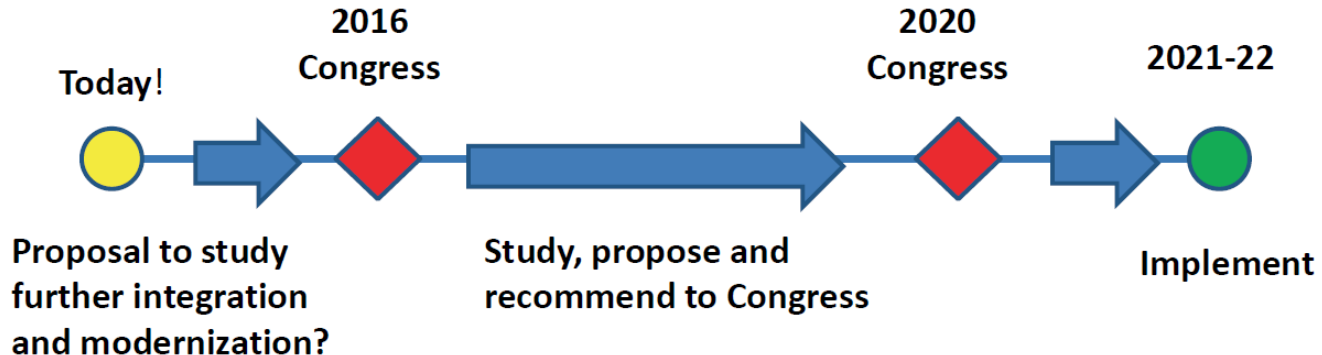 Today!
2016
Congress
2020
Congress
2021-22
Proposal to study
further integration
and modernization?
Study, propose and
recommend to Congress
Implement